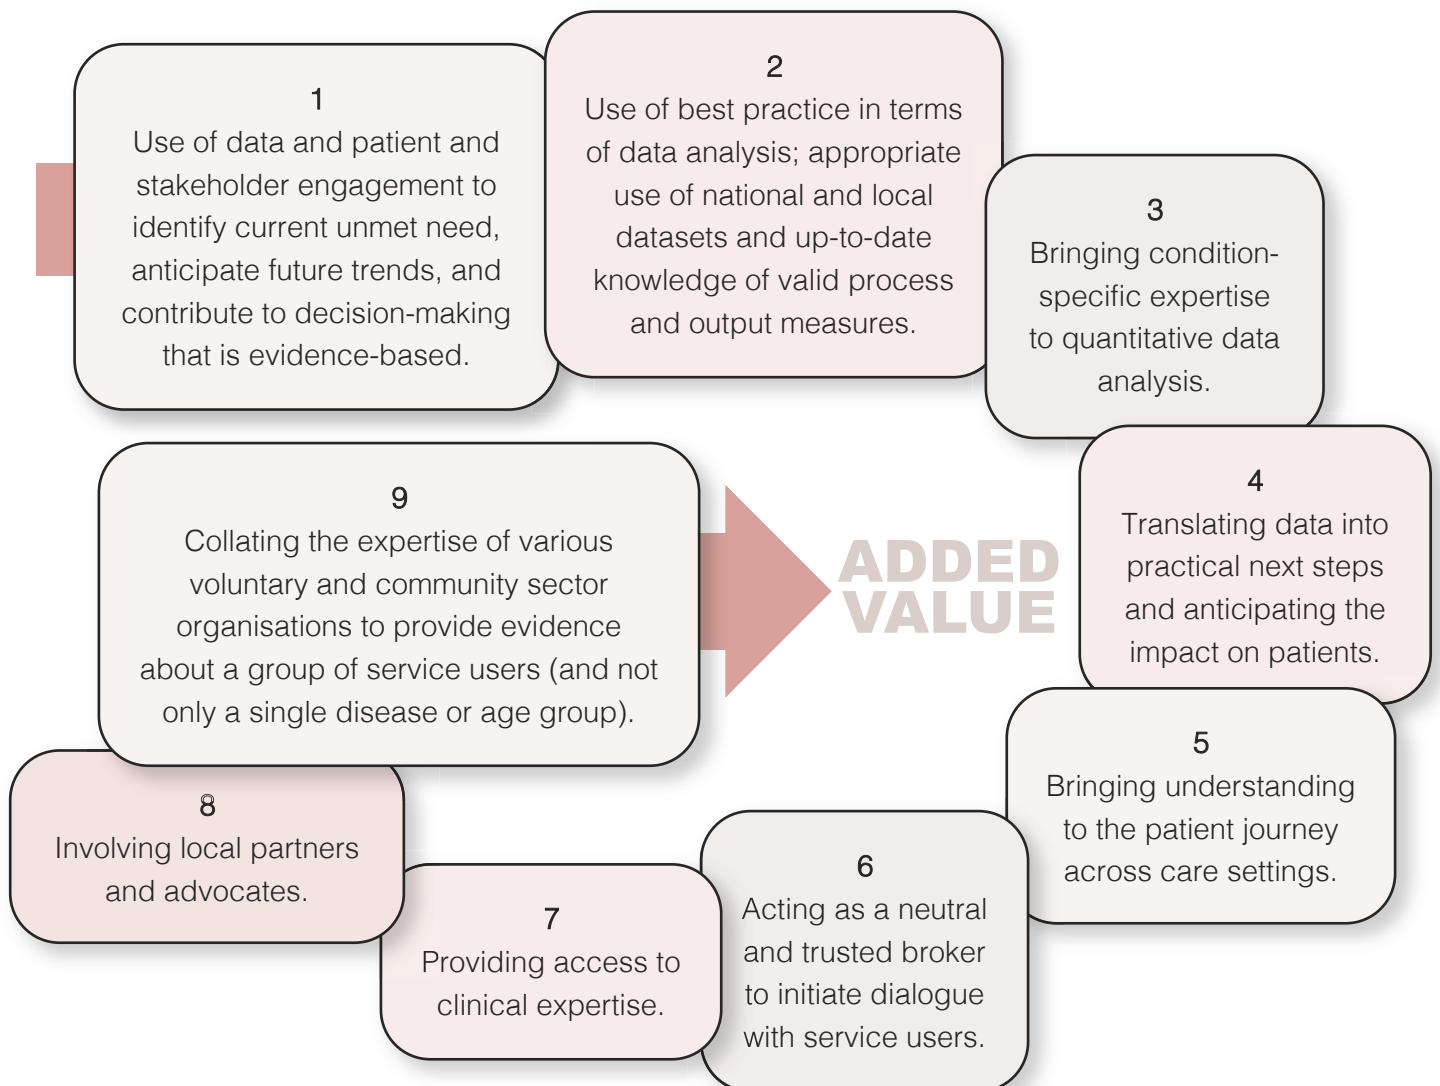 1
Use of data and patient and
stakeholder engagement to
identify current unmet need,
anticipate future trends, and
contribute to decision-making
that is evidence-based.
2
Use of best practice in terms
of data analysis; appropriate
use of national and local
datasets and up-to-date
knowledge of valid process
and output measures.
3
Bringing condition-
specific expertise
to quantitative data
analysis.
4
Translating data into
practical next steps
and anticipating the
impact on patients.
5
Bringing understanding
to the patient journey
across care settings.
6
Acting as a neutral
and trusted broker
to initiate dialogue
with service users.
7
Providing access to
clinical expertise.
8
Involving local partners
and advocates.
9
Collating the expertise of various
voluntary and community sector
organisations to provide evidence
about a group of service users (and not
only a single disease or age group).
ADDED
VALUE